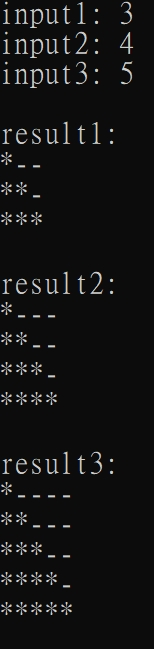 input1: 3
input2: 4
input3: 5
result1:
*--
**-
***
result2:
*---
**--
***-
****
result3:
*----
**---
***--
****-
*****